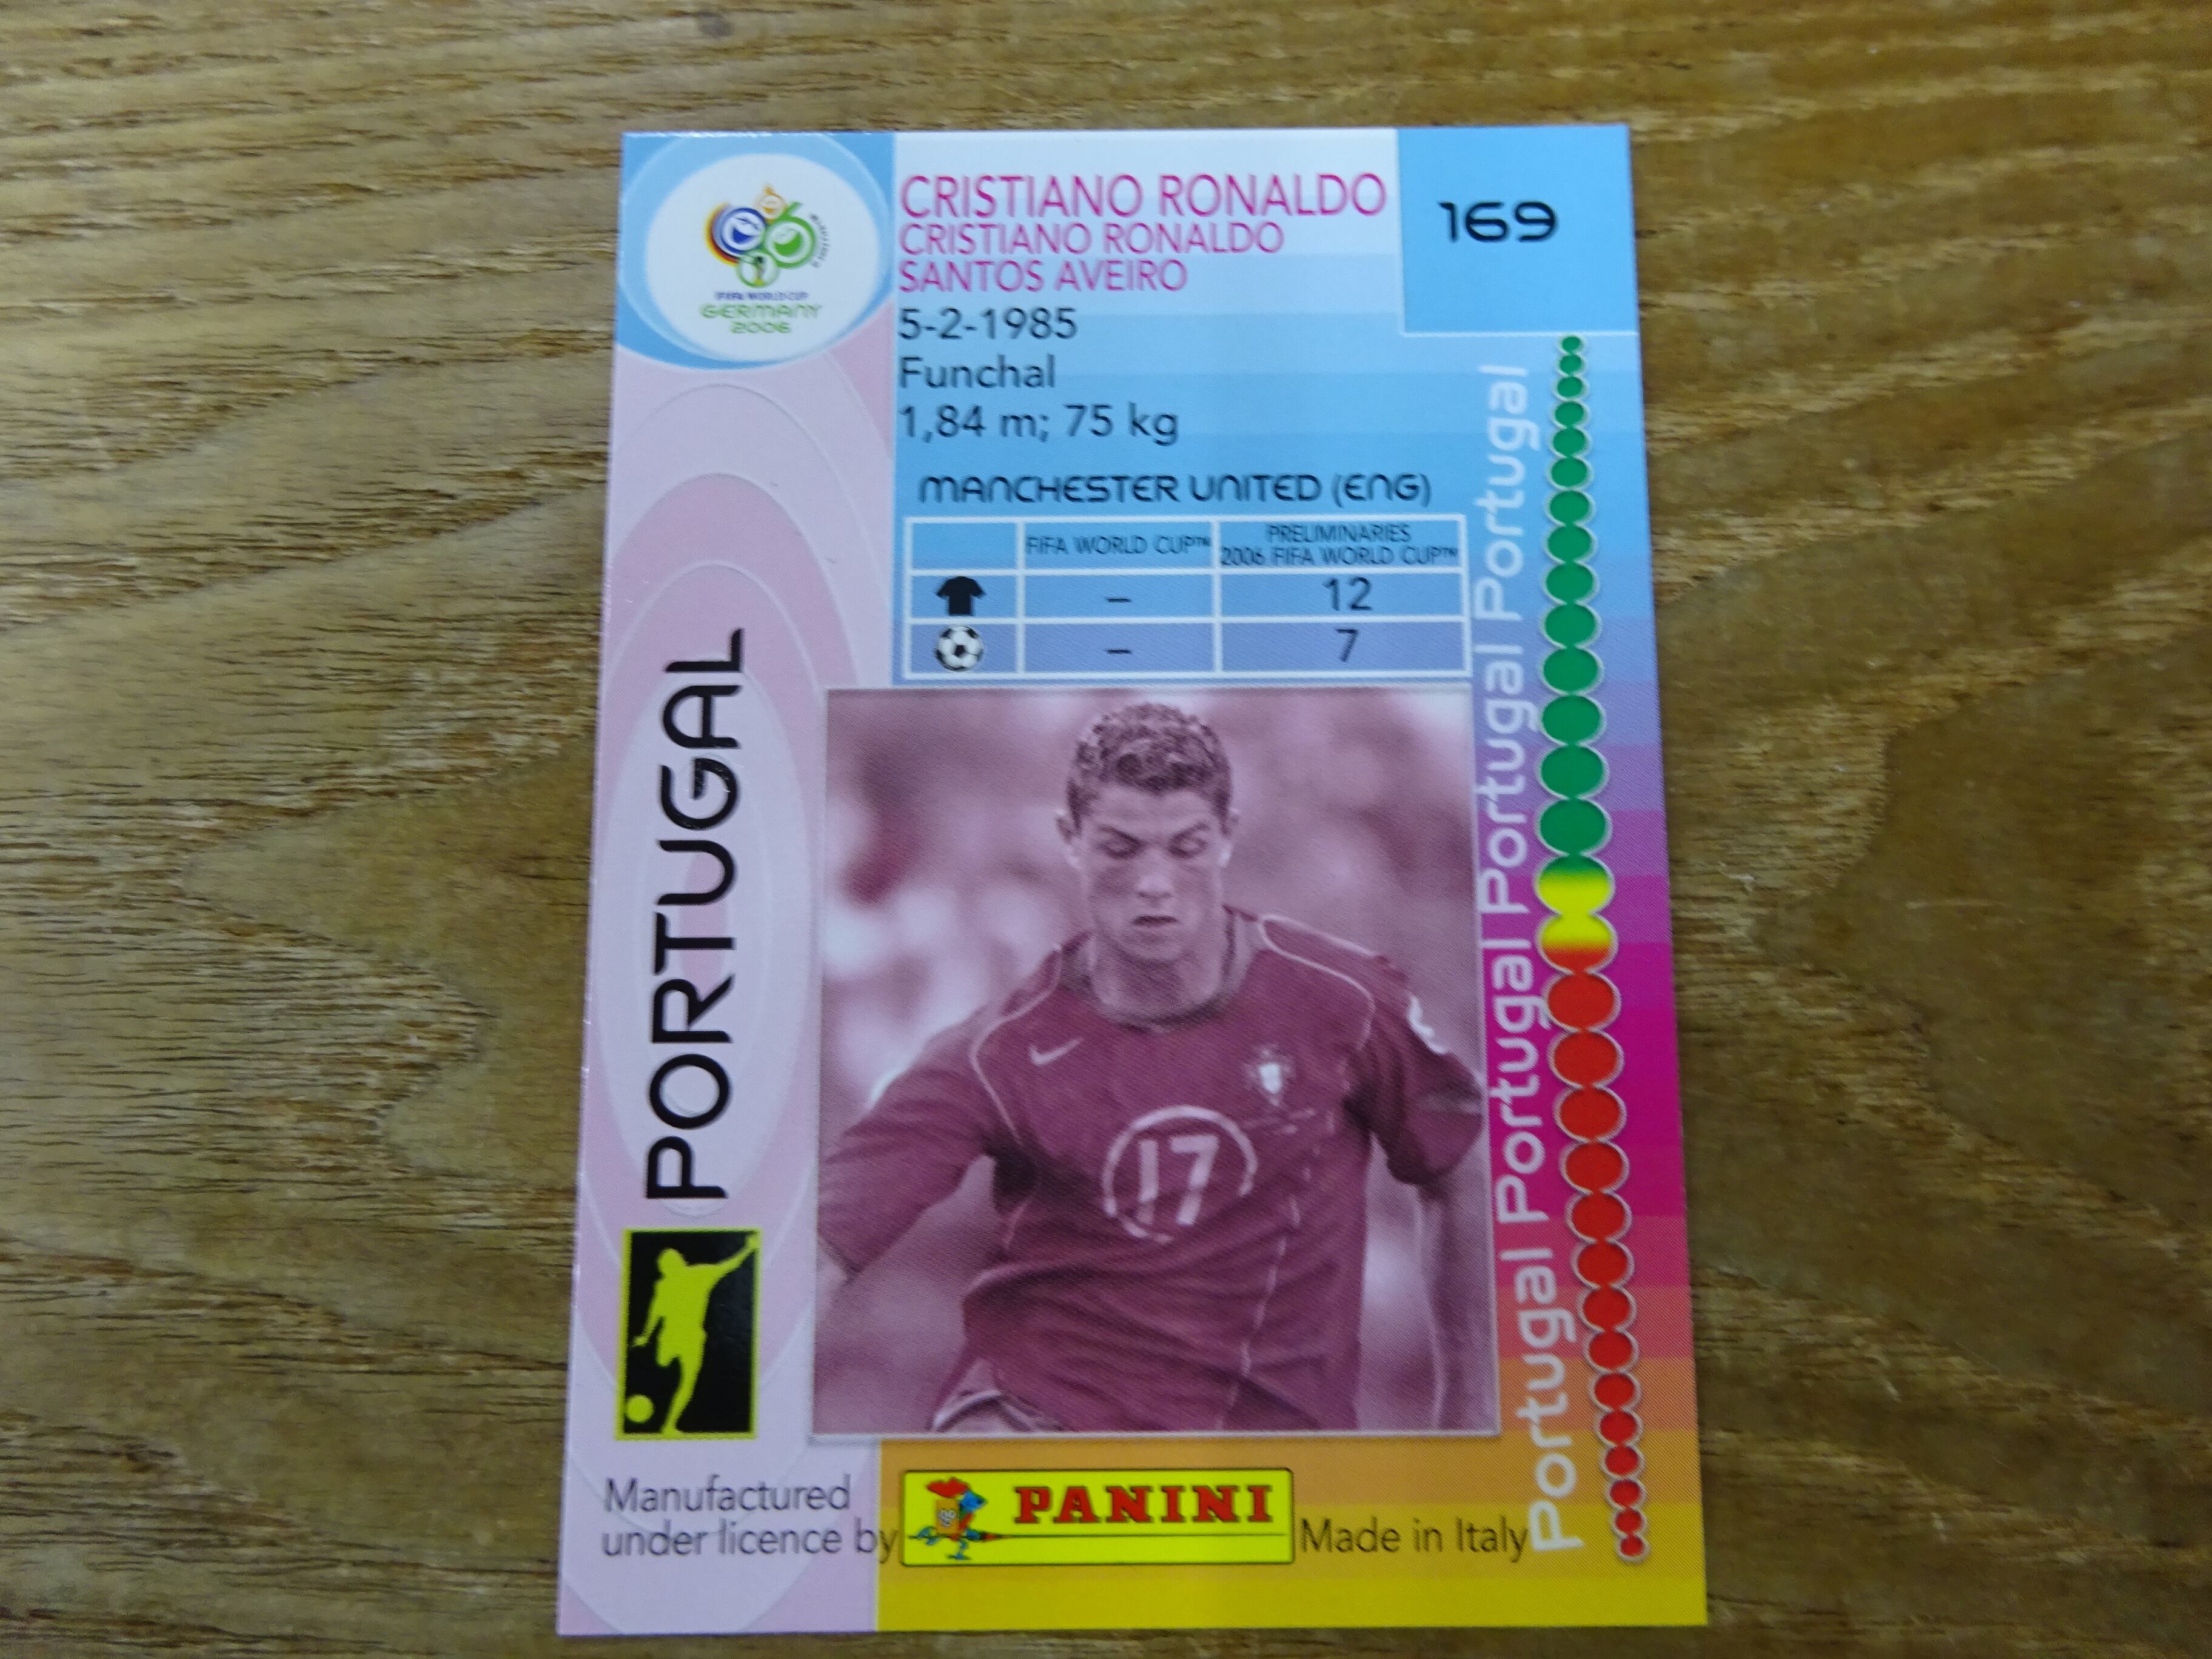 FIFA WORLD CUP
GERMANY
2006
CRISTIANO RONALDO
CRISTIANO RONALDO
SANTOS AVEIRO
5-2-1985
Funchal
1,84 m; 75 kg
169
MANCHESTER UNITED (ENG)
FIFA WORLD CUP™
PRELIMINARIES
2006 FIFA WORLD CUP™
– 12
– 7
PORTUGAL
17
Portugal Portugal Portugal Portugal Portugal Portugal
Manufactured
under licence by
PANINI
Made in Italy